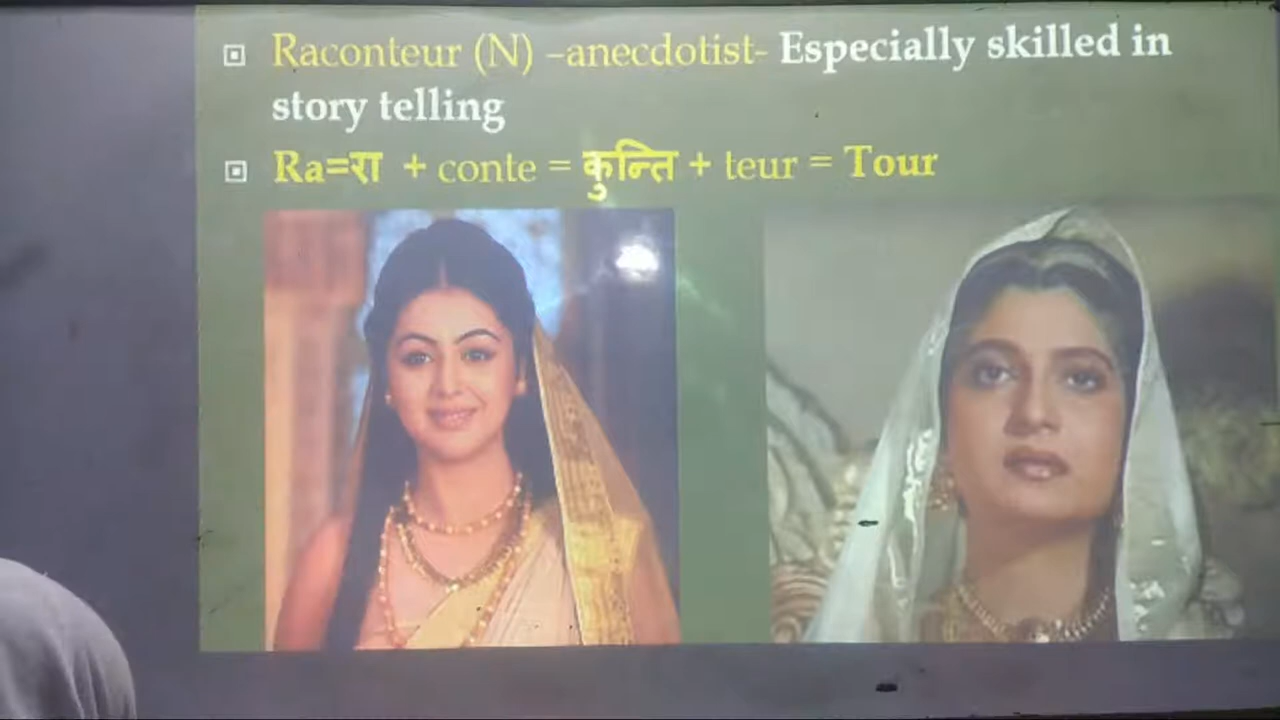 Raconteur (N) –anecdotist- Especially skilled in
story telling
Ra=रा + conte = कुन्ति + teur = Tour